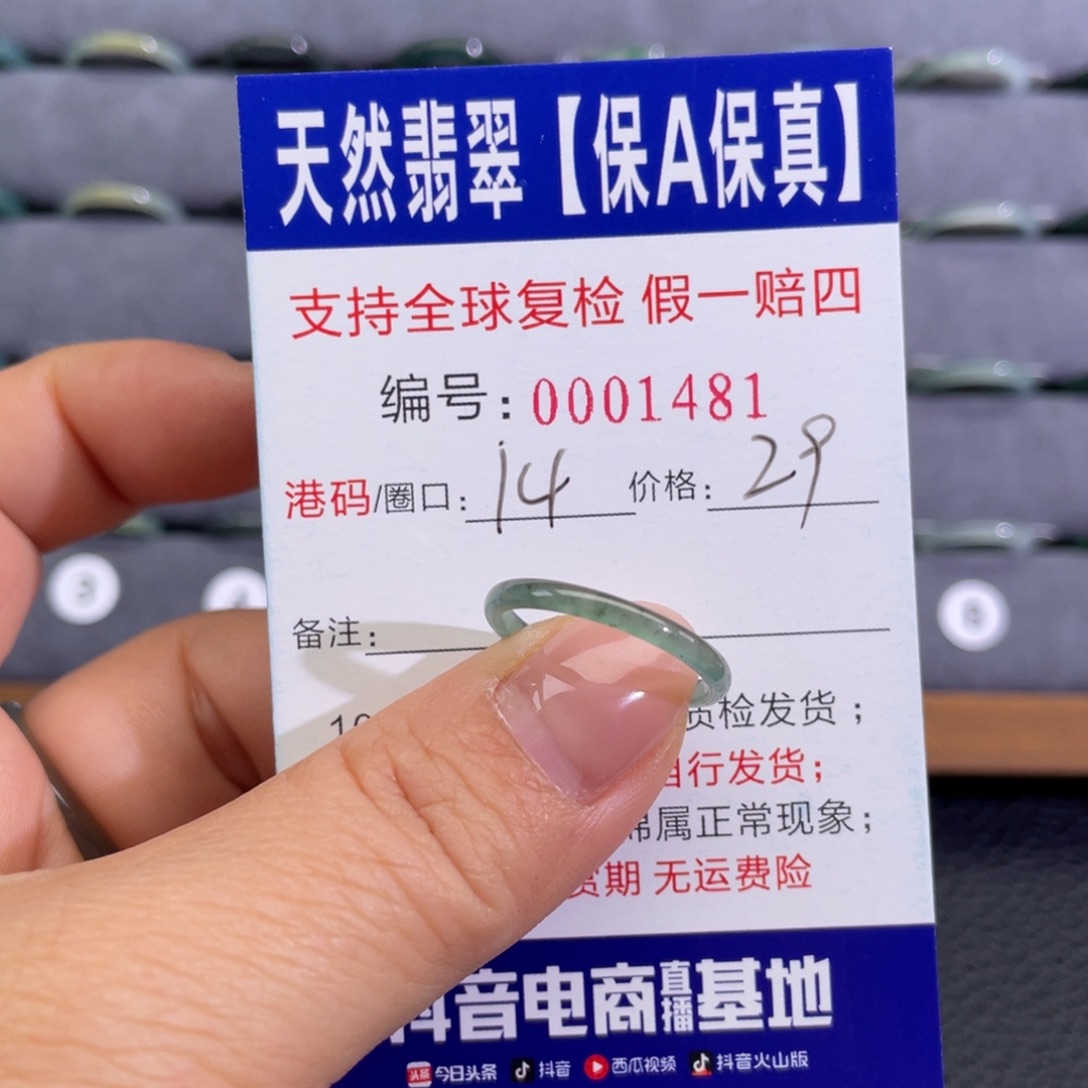 天然翡翠【保A保真】
支持全球复检 假一赔四
编号:0001481
港码/圈口: 14 价格: 29
备注:
质检发货；
自行发货；
棉属正常现象；
货期 无运费险
抖音电商直播基地
头条 今日头条 抖音 西瓜视频 抖音火山版